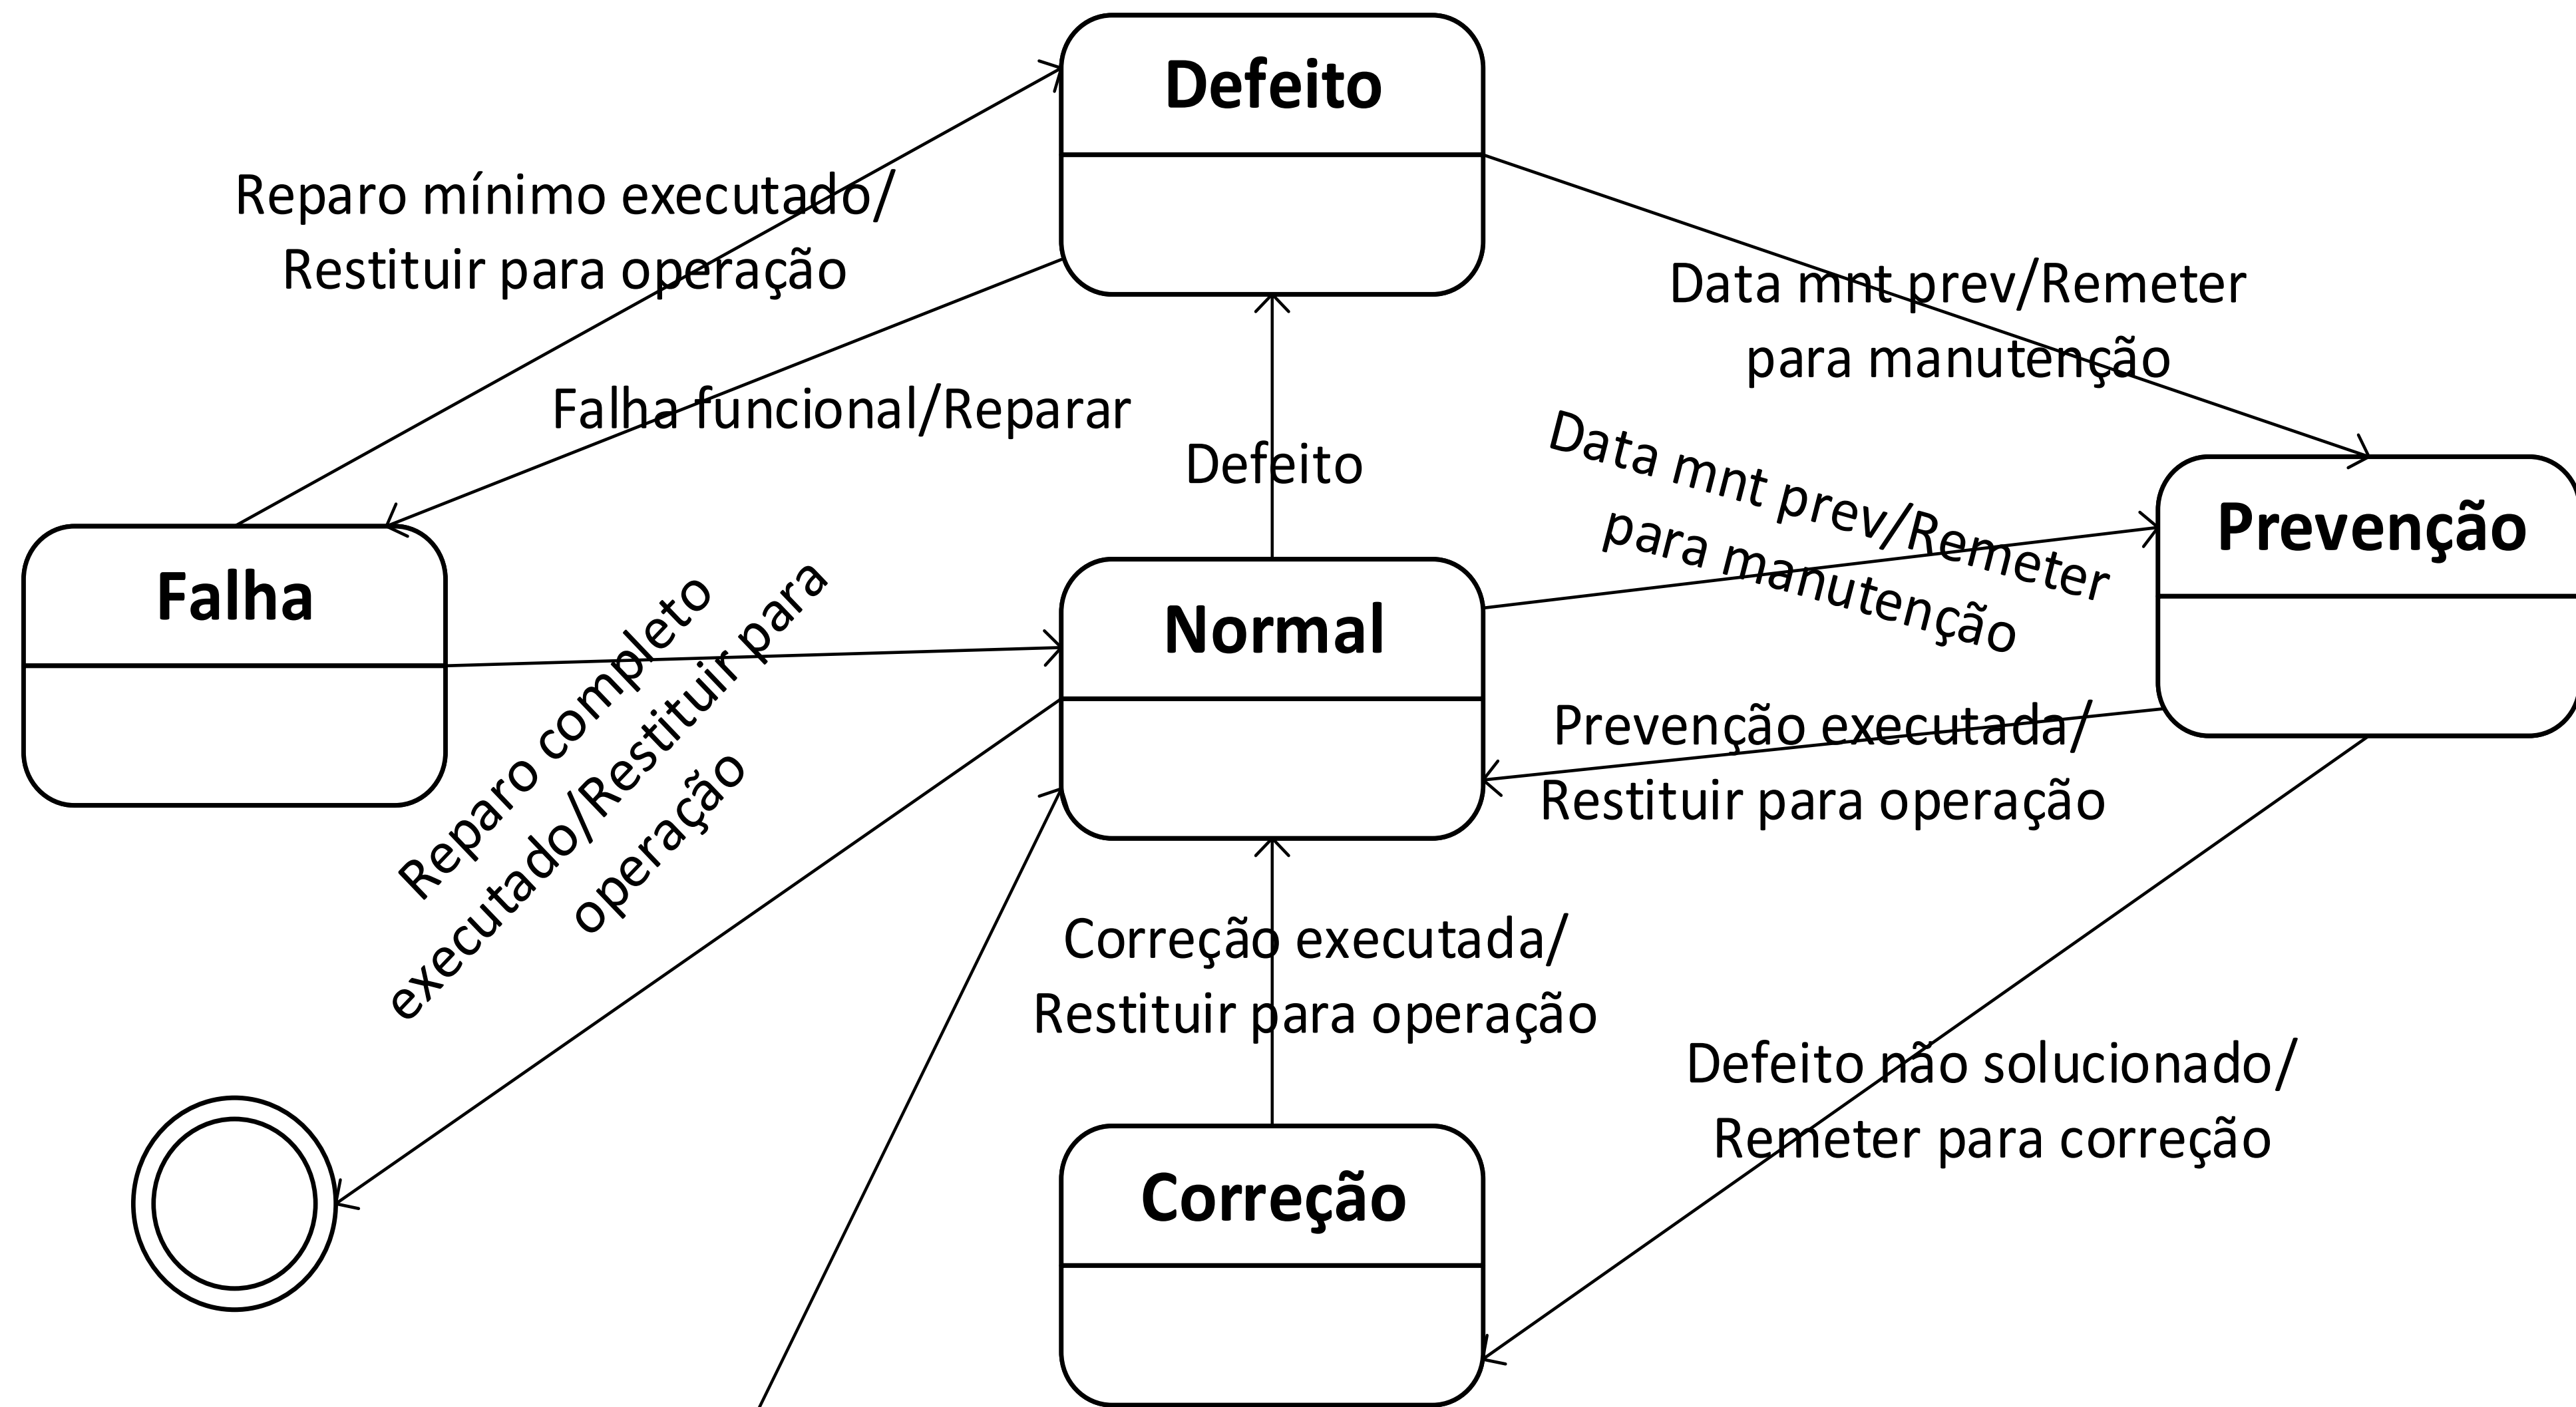 Defeito
Reparo mínimo executado/
Restituir para operação
Data mnt prev/Remeter
para manutenção
Falha funcional/Reparar
Defeito
Data mnt prev/Remeter
para manutenção
Prevenção
Falha
Normal
Reparo completo
executado/Restituir para
operação
Prevenção executada/
Restituir para operação
Correção executada/
Restituir para operação
Defeito não solucionado/
Remeter para correção
Correção